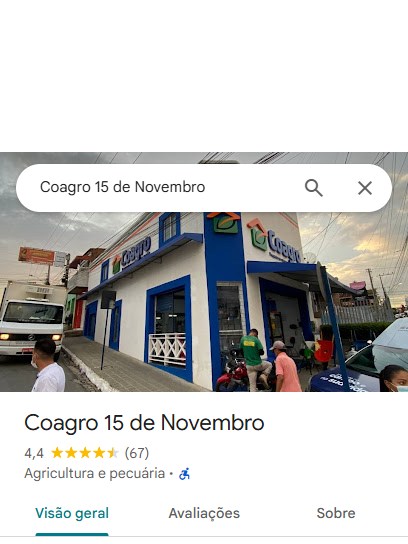 Coagro 15 de Novembro
Coagro
Coagro
Coagro 15 de Novembro
4,4 (67)
Agricultura e pecuária •
Visão geral
Avaliações
Sobre